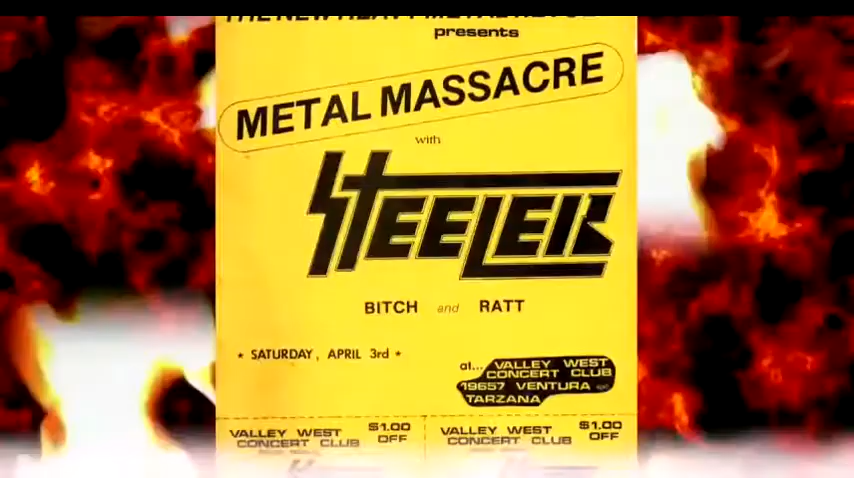 presents
METAL MASSACRE
with
STEELER
BITCH and RATT
* SATURDAY, APRIL 3rd *
at... VALLEY WEST
CONCERT CLUB
19657 VENTURA
TARZANA
VALLEY WEST
CONCERT CLUB
$1.00
OFF
VALLEY WEST
CONCERT CLUB
$1.00
OFF